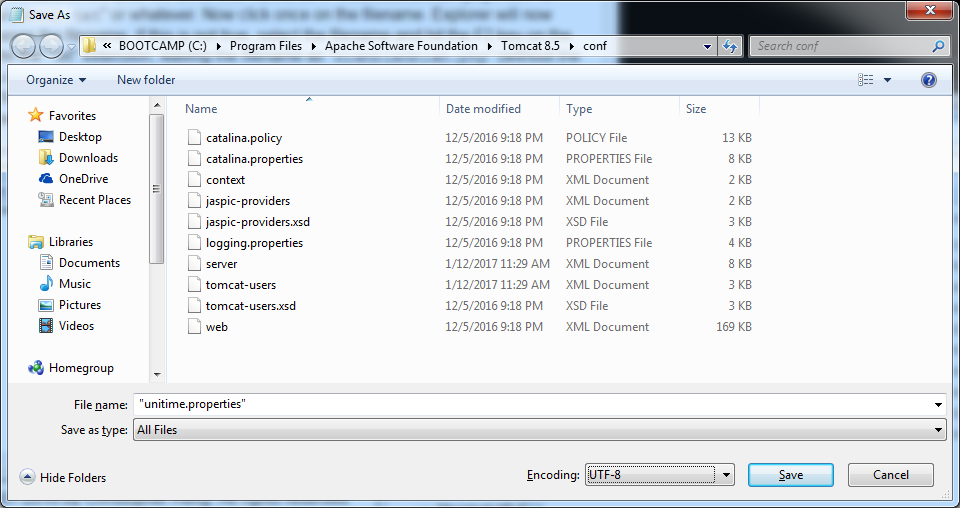 Save As
« BOOTCAMP (C:) ▸ Program Files ▸ Apache Software Foundation ▸ Tomcat 8.5 ▸ conf
Search conf
Organize ▾ New folder
Favorites
Desktop
Downloads
OneDrive
Recent Places
Libraries
Documents
Music
Pictures
Videos
Homegroup
Name Date modified Type Size
catalina.policy 12/5/2016 9:18 PM POLICY File 13 KB
catalina.properties 12/5/2016 9:18 PM PROPERTIES File 8 KB
context 12/5/2016 9:18 PM XML Document 2 KB
jaspic-providers 12/5/2016 9:18 PM XML Document 2 KB
jaspic-providers.xsd 12/5/2016 9:18 PM XSD File 3 KB
logging.properties 12/5/2016 9:18 PM PROPERTIES File 4 KB
server 1/12/2017 11:29 AM XML Document 8 KB
tomcat-users 1/12/2017 11:29 AM XML Document 3 KB
tomcat-users.xsd 12/5/2016 9:18 PM XSD File 3 KB
web 12/5/2016 9:18 PM XML Document 169 KB
File name: "unitime.properties"
Save as type: All Files
Hide Folders
Encoding: UTF-8
Save
Cancel